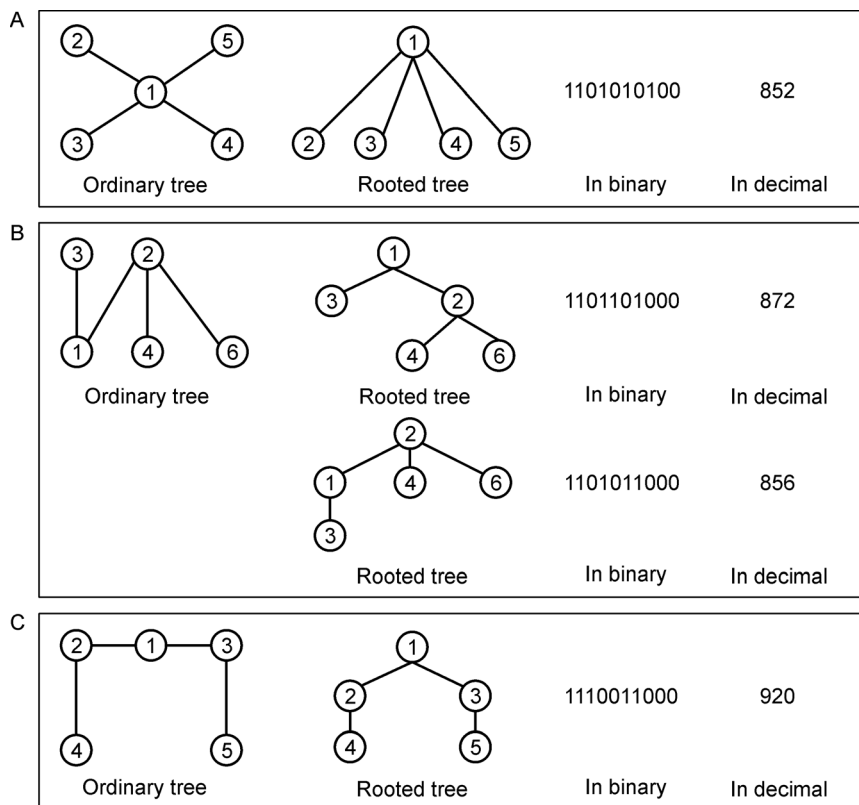 A
2 5
1 1 1101010100 852
3 4 2 3 4 5
Ordinary tree Rooted tree In binary In decimal
B
3 2 1
3 2 1101101000 872
1 4 6 4 6
Ordinary tree Rooted tree In binary In decimal
2
1 4 6 1101011000 856
3
Rooted tree In binary In decimal
C
2 1 3 1
2 3 1110011000 920
4 5 4 5
Ordinary tree Rooted tree In binary In decimal